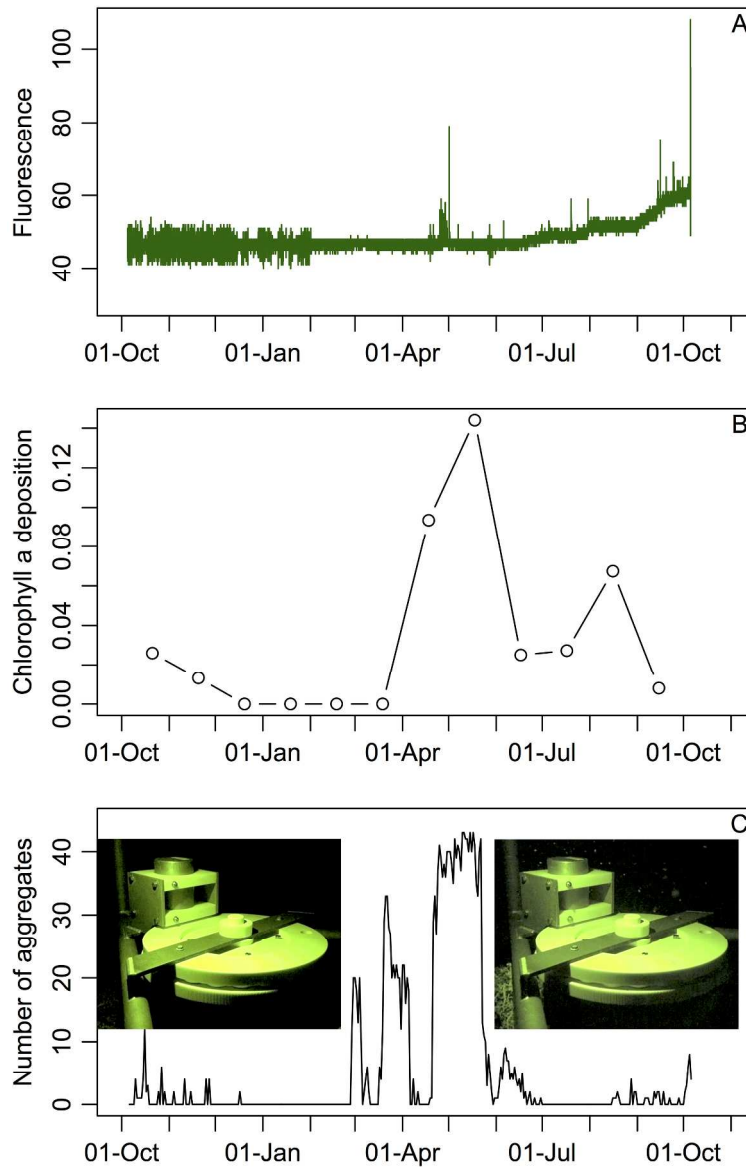 A
Fluorescence
100
80
60
40
01-Oct 01-Jan 01-Apr 01-Jul 01-Oct
B
Chlorophyll a deposition
0.12
0.08
0.04
0.00
01-Oct 01-Jan 01-Apr 01-Jul 01-Oct
C
Number of aggregates
40
30
20
10
0
01-Oct 01-Jan 01-Apr 01-Jul 01-Oct